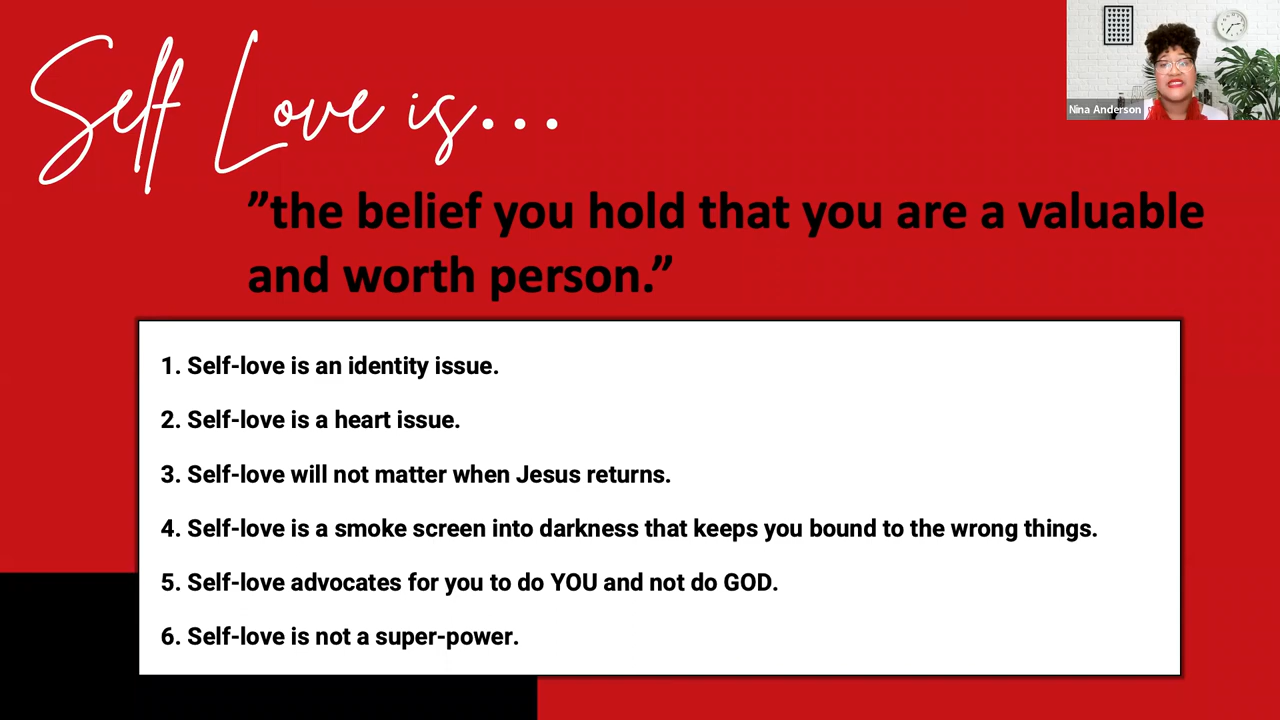 Self Love is...
Nina Anderson
”the belief you hold that you are a valuable
and worth person.”
1. Self-love is an identity issue.
2. Self-love is a heart issue.
3. Self-love will not matter when Jesus returns.
4. Self-love is a smoke screen into darkness that keeps you bound to the wrong things.
5. Self-love advocates for you to do YOU and not do GOD.
6. Self-love is not a super-power.